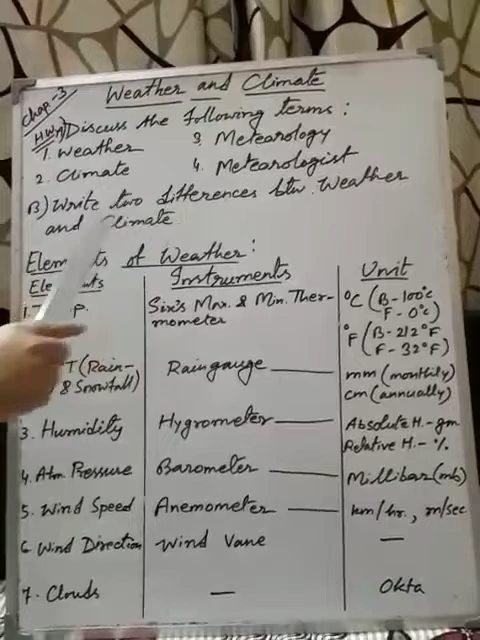 Chap-3
Weather and Climate
HW A) Discuss the following terms:
1. Weather 3. Meteorology
2. Climate 4. Meteorologist
B) Write two differences btw. Weather
and Climate
Elements of Weather:
Elements Instruments Unit
1. Six's Max. & Min. Ther-
mometer
°C (B-100°C
F-0°C)
°F (B-212°F
F-32°F)
(Rain- Raingauge mm (monthly)
& Snowfall) cm (annually)
3. Humidity Hygrometer Absolute H.-gm
Relative H.- %
4. Atm. Pressure Barometer Millibar (mb)
5. Wind Speed Anemometer km/hr., m/sec
6. Wind Direction Wind Vane —
7. Clouds — Okta